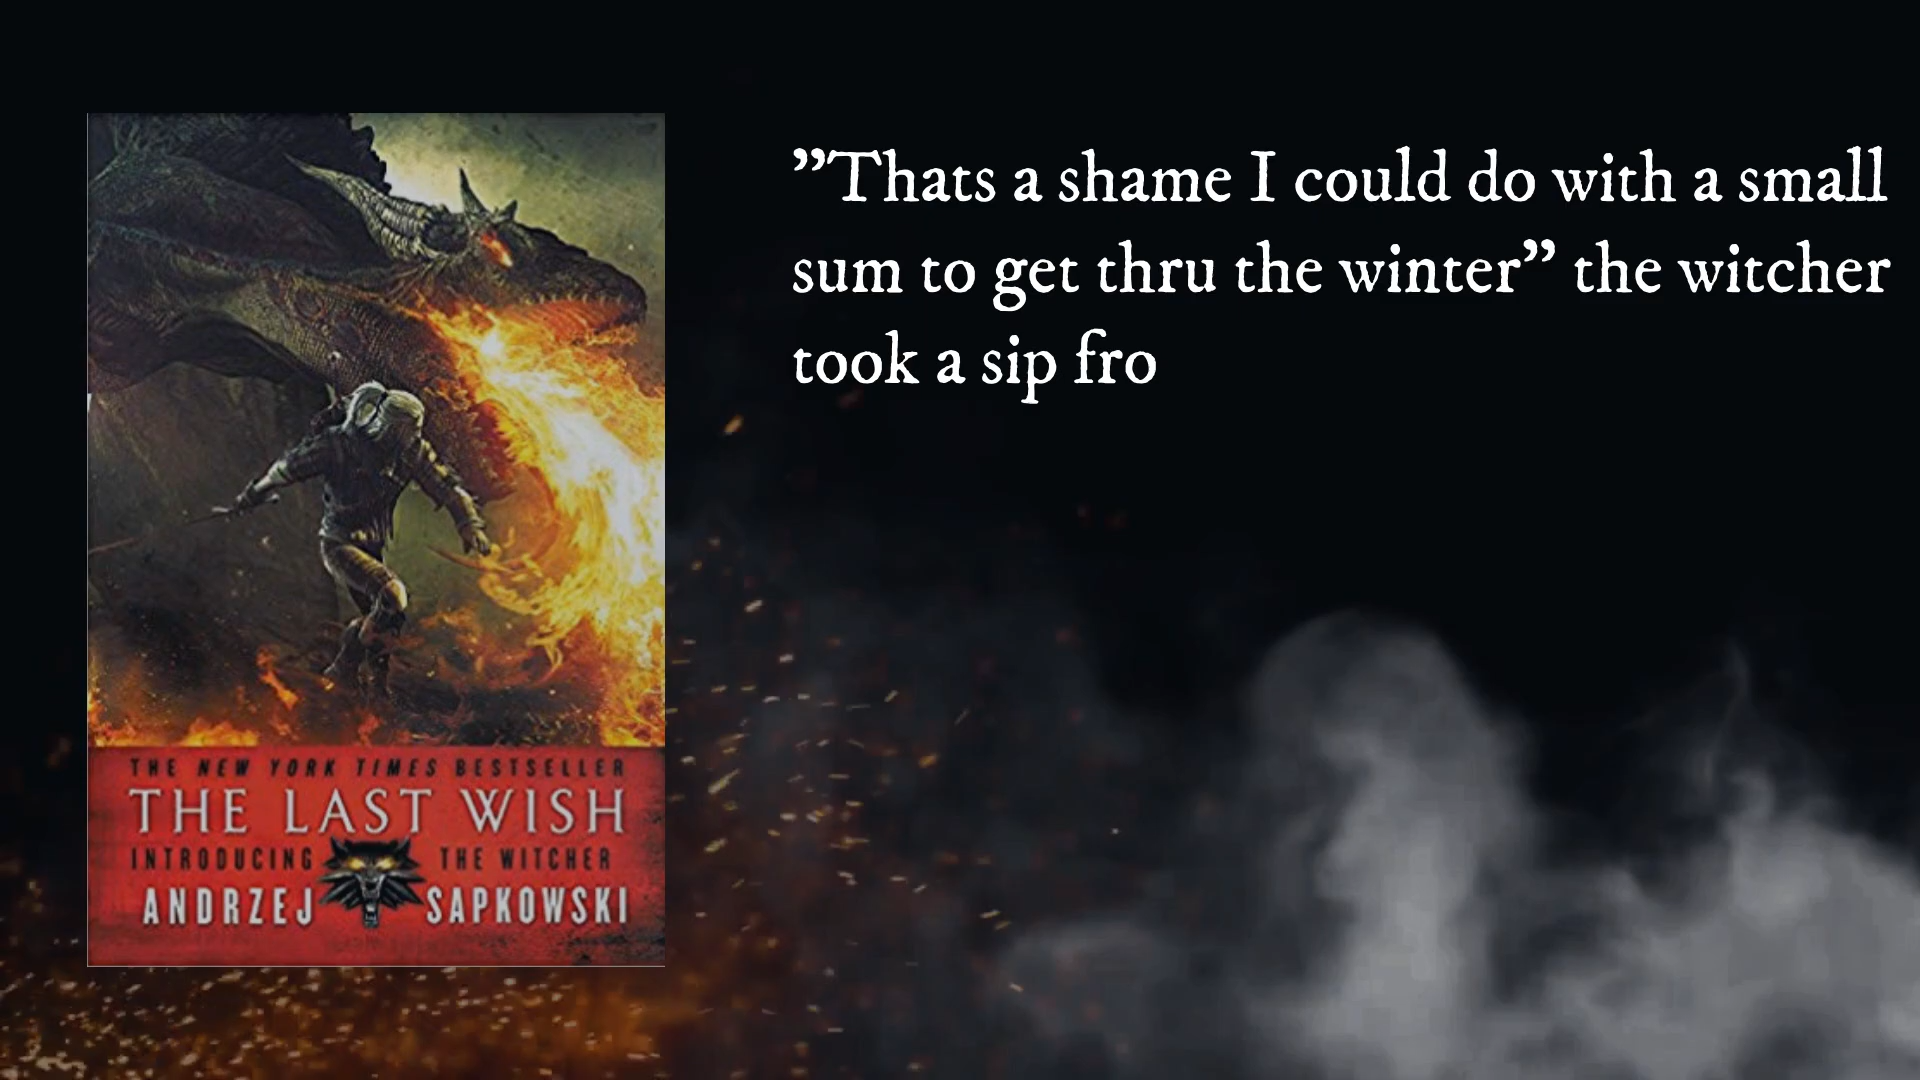 THE NEW YORK TIMES BESTSELLER
THE LAST WISH
INTRODUCING THE WITCHER
ANDRZEJ SAPKOWSKI
”Thats a shame I could do with a small
sum to get thru the winter” the witcher
took a sip fro